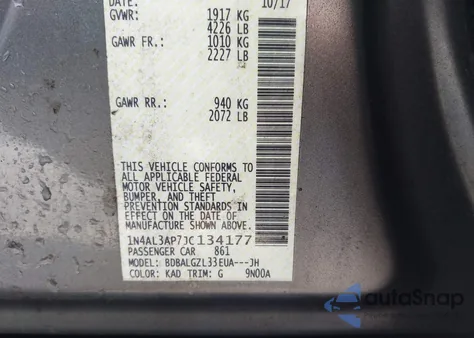 DATE: 10/17
GVWR: 1917 KG
4226 LB
GAWR FR.: 1010 KG
2227 LB
GAWR RR.: 940 KG
2072 LB
THIS VEHICLE CONFORMS TO
ALL APPLICABLE FEDERAL
MOTOR VEHICLE SAFETY,
BUMPER, AND THEFT
PREVENTION STANDARDS IN
EFFECT ON THE DATE OF
MANUFACTURE SHOWN ABOVE.
1N4AL3AP7JC134177
PASSENGER CAR 861
MODEL: BDBALGZL33EUA---JH
COLOR: KAD TRIM: G 9N00A
autoSnap